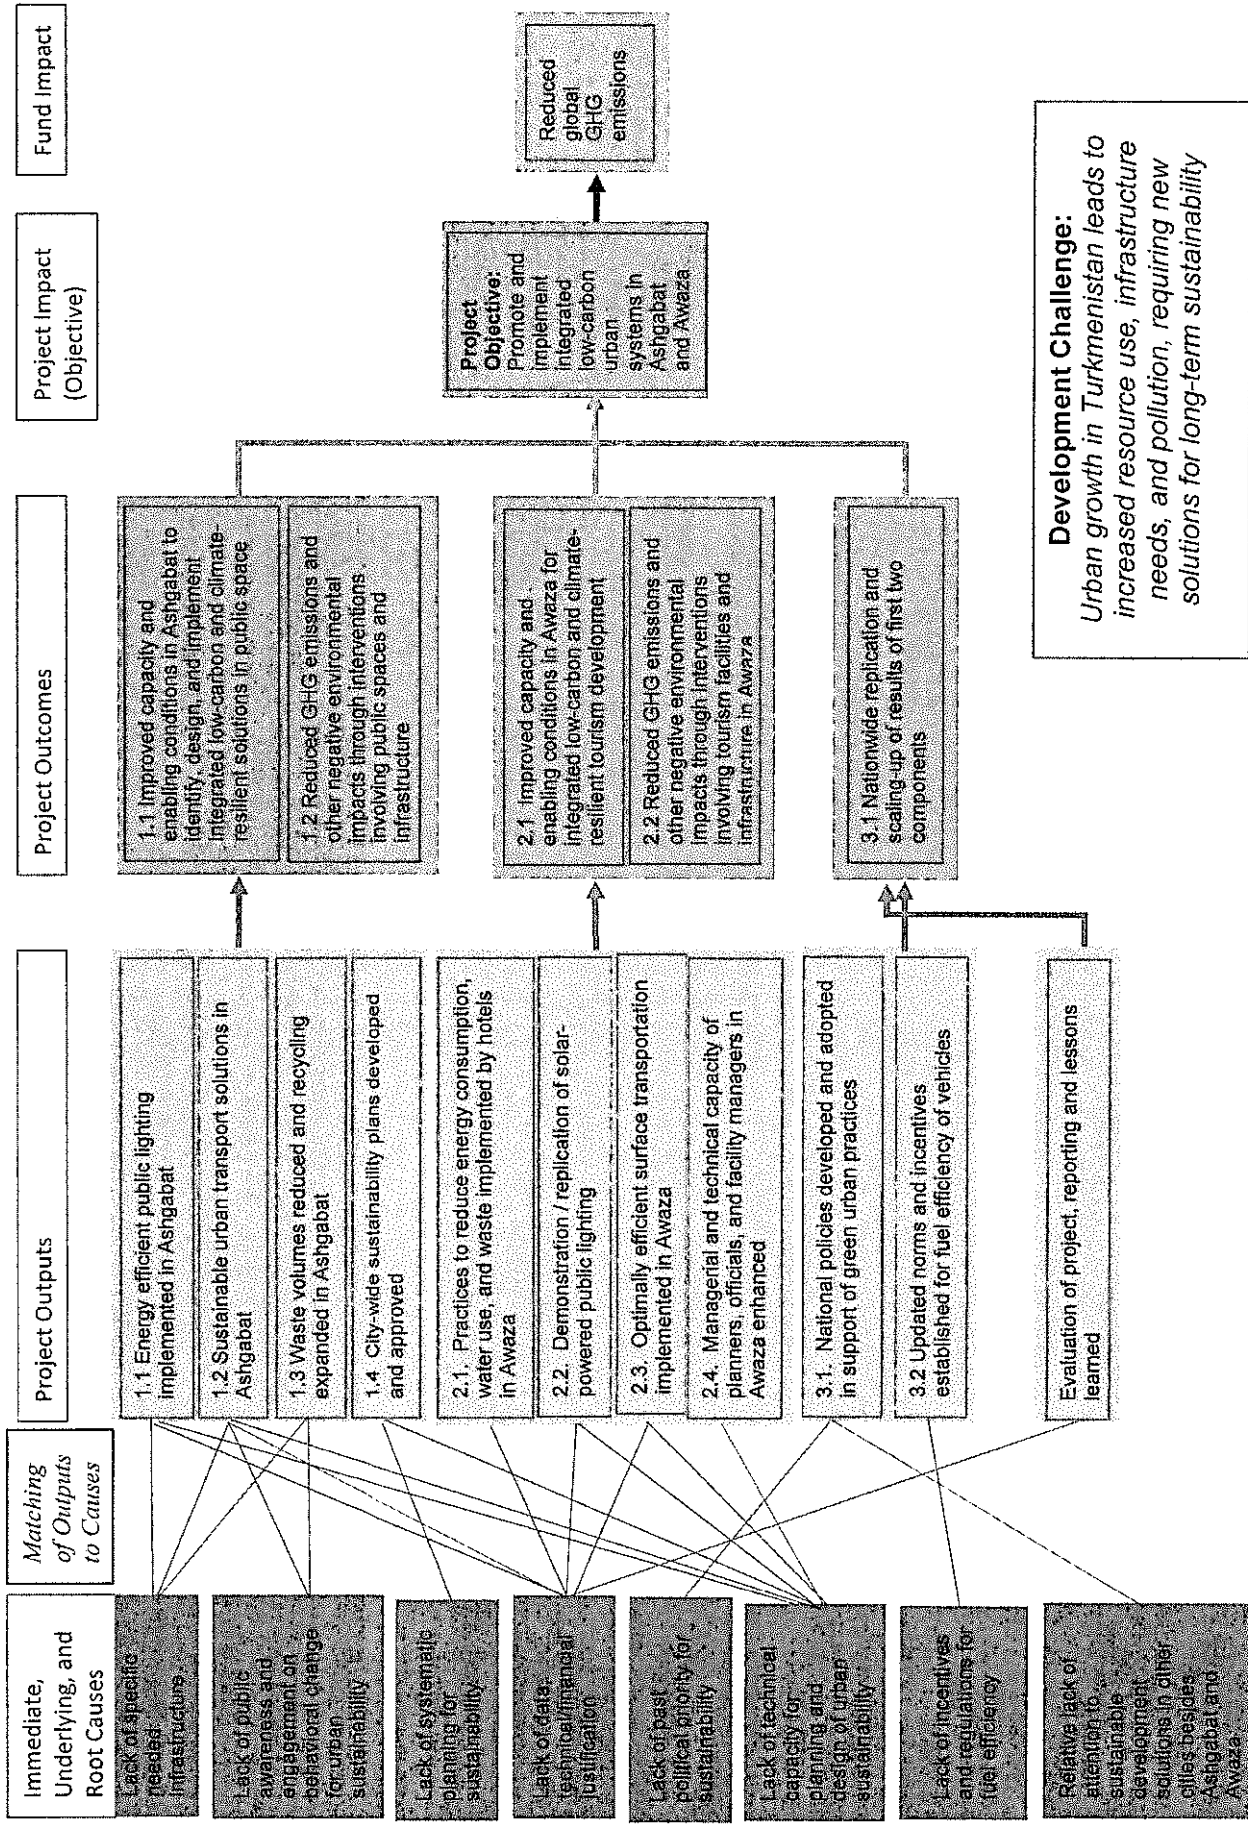 Immediate,
Underlying, and
Root Causes
Lack of specific
needed
infrastructure
Lack of public
awareness and
engagement on
behavioral change
for urban
sustainability
Lack of systematic
planning for
sustainability
Lack of data,
technical/financial
justification
Lack of past
political priority for
sustainability
Lack of technical
capacity for
planning and
design of urban
sustainability
Lack of incentives
and regulations for
fuel efficiency
Relative lack of
attention to
sustainable
development
solutions in other
cities besides
Ashgabat and
Awaza
Matching
of Outputs
to Causes
Project Outputs
1.1 Energy efficient public lighting
implemented in Ashgabat
1.2 Sustainable urban transport solutions in
Ashgabat
1.3 Waste volumes reduced and recycling
expanded in Ashgabat
1.4. City-wide sustainability plans developed
and approved
2.1. Practices to reduce energy consumption,
water use, and waste implemented by hotels
in Awaza
2.2. Demonstration / replication of solar-
powered public lighting
2.3. Optimally efficient surface transportation
implemented in Awaza
2.4. Managerial and technical capacity of
planners, officials, and facility managers in
Awaza enhanced
3.1. National policies developed and adopted
in support of green urban practices
3.2 Updated norms and incentives
established for fuel efficiency of vehicles
Evaluation of project, reporting and lessons
learned
Project Outcomes
1.1 Improved capacity and
enabling conditions in Ashgabat to
identify, design, and implement
integrated low-carbon and climate-
resilient solutions in public space
1.2 Reduced GHG emissions and
other negative environmental
impacts through interventions
involving public spaces and
infrastructure
2.1 Improved capacity and
enabling conditions in Awaza for
integrated low-carbon and climate-
resilient tourism development
2.2 Reduced GHG emissions and
other negative environmental
impacts through interventions
involving tourism facilities and
infrastructure in Awaza
3.1 Nationwide replication and
scaling-up of results of first two
components
Project Impact
(Objective)
Project
Objective:
Promote and
implement
integrated
low-carbon
urban
systems in
Ashgabat
and Awaza
Fund Impact
Reduced
global
GHG
emissions
Development Challenge:
Urban growth in Turkmenistan leads to
increased resource use, infrastructure
needs, and pollution, requiring new
solutions for long-term sustainability